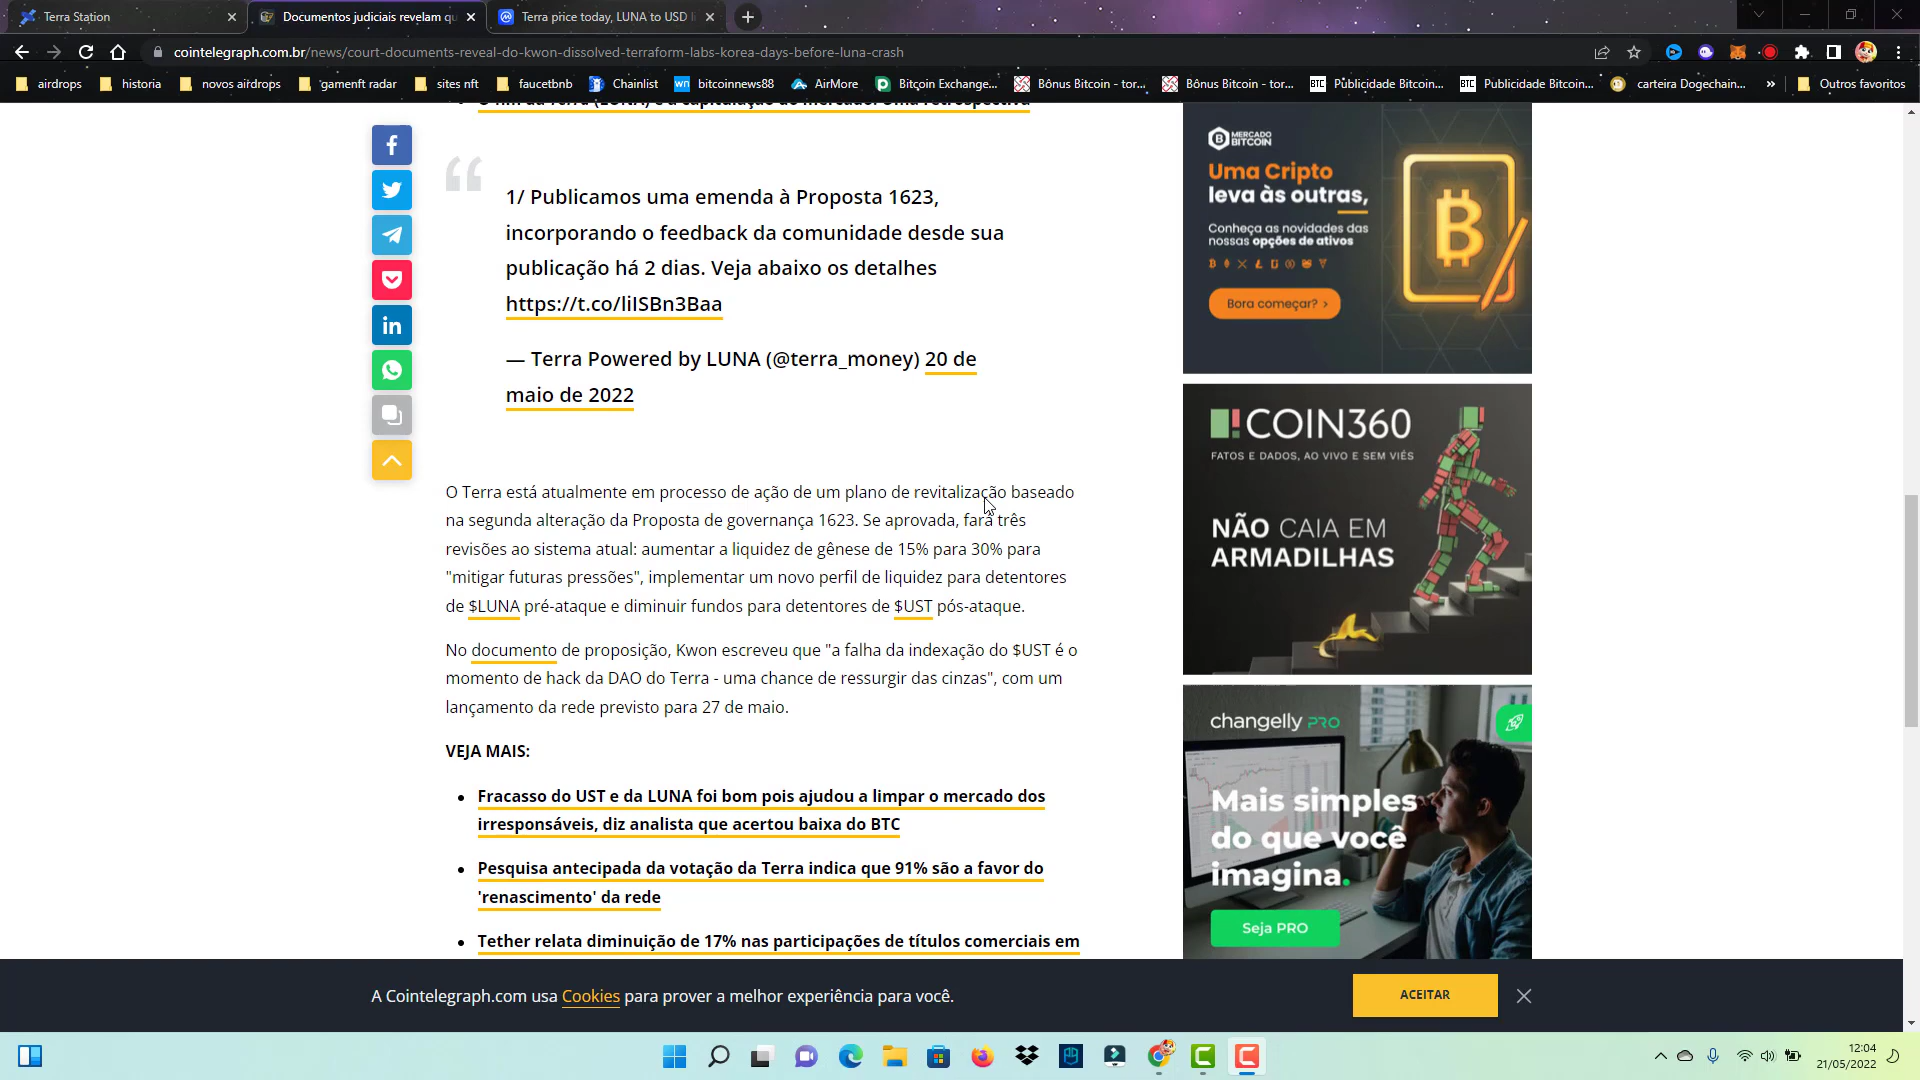 Terra Station
Documentos judiciais revelam qu
Terra price today, LUNA to USD li
cointelegraph.com.br/news/court-documents-reveal-do-kwon-dissolved-terraform-labs-korea-days-before-luna-crash
airdrops
historia
novos airdrops
'gamenft radar
sites nft
faucetbnb
Chainlist
wn bitcoinnews88
AirMore
Bitcoin Exchange...
Bônus Bitcoin - tor...
Bônus Bitcoin - tor...
BTC Publicidade Bitcoin...
BTC Publicidade Bitcoin...
carteira Dogechain...
»
Outros favoritos
O fim da Terra (LUNA) e a capitulação do mercado: Uma retrospectiva
1/ Publicamos uma emenda à Proposta 1623,
incorporando o feedback da comunidade desde sua
publicação há 2 dias. Veja abaixo os detalhes
https://t.co/liISBn3Baa
— Terra Powered by LUNA (@terra_money) 20 de
maio de 2022
O Terra está atualmente em processo de ação de um plano de revitalização baseado
na segunda alteração da Proposta de governança 1623. Se aprovada, fará três
revisões ao sistema atual: aumentar a liquidez de gênese de 15% para 30% para
"mitigar futuras pressões", implementar um novo perfil de liquidez para detentores
de $LUNA pré-ataque e diminuir fundos para detentores de $UST pós-ataque.
No documento de proposição, Kwon escreveu que "a falha da indexação do $UST é o
momento de hack da DAO do Terra - uma chance de ressurgir das cinzas", com um
lançamento da rede previsto para 27 de maio.
VEJA MAIS:
Fracasso do UST e da LUNA foi bom pois ajudou a limpar o mercado dos
irresponsáveis, diz analista que acertou baixa do BTC
Pesquisa antecipada da votação da Terra indica que 91% são a favor do
'renascimento' da rede
Tether relata diminuição de 17% nas participações de títulos comerciais em
MERCADO
BITCOIN
Uma Cripto
leva às outras,
Conheça as novidades das
nossas opções de ativos
Bora começar? >
COIN360
FATOS E DADOS, AO VIVO E SEM VIÉS
NÃO CAIA EM
ARMADILHAS
changelly PRO
Mais simples
do que você
imagina.
Seja PRO
A Cointelegraph.com usa Cookies para prover a melhor experiência para você.
ACEITAR
12:04
21/05/2022